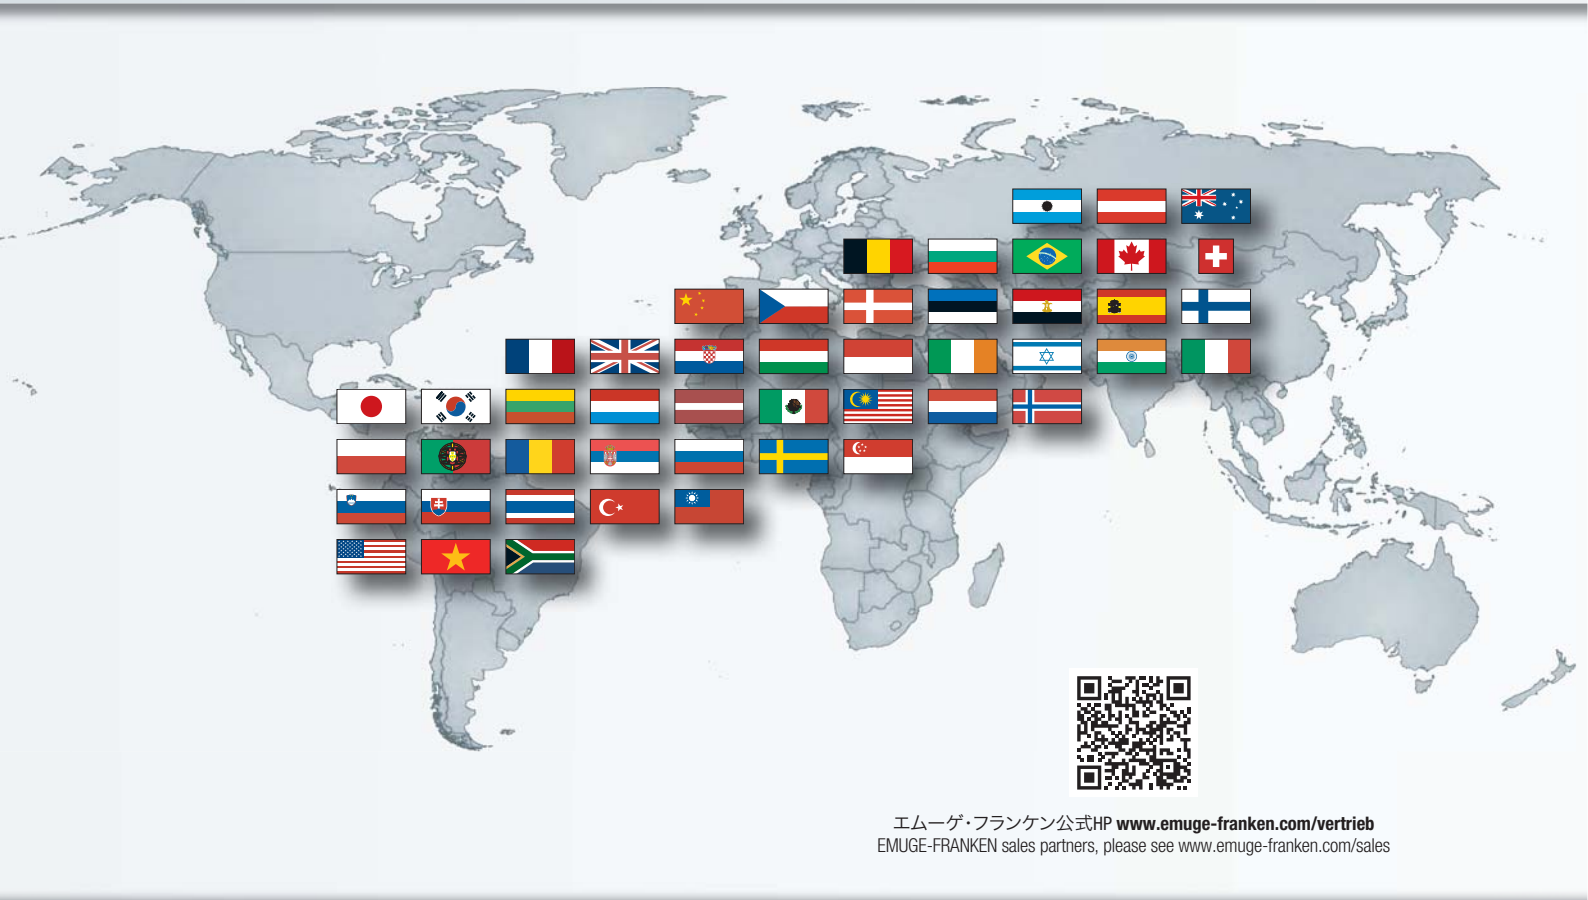 エムーゲ・フランケン公式HP www.emuge-franken.com/vertrieb
EMUGE-FRANKEN sales partners, please see www.emuge-franken.com/sales